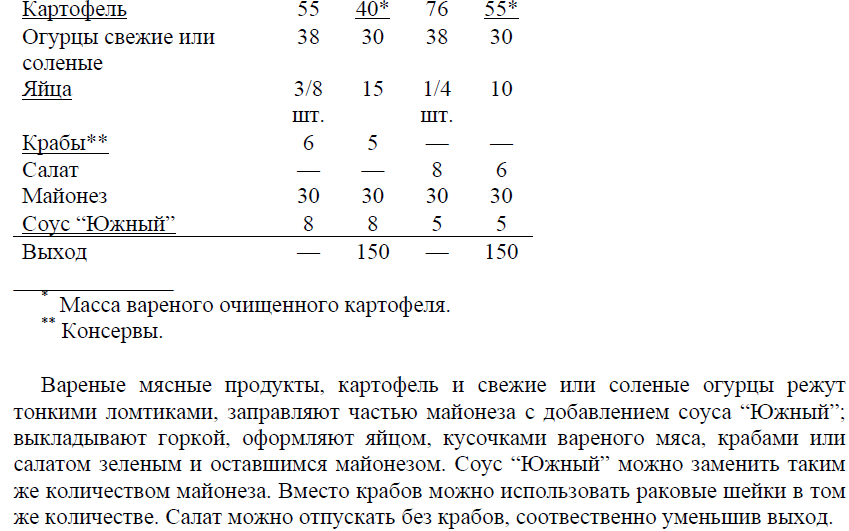 Картофель 55 40* 76 55*
Огурцы свежие или 38 30 38 30
соленые
Яйца 3/8 15 1/4 10
шт. шт.
Крабы** 6 5 — —
Салат — — 8 6
Майонез 30 30 30 30
Соус “Южный” 8 8 5 5
Выход — 150 — 150
* Масса вареного очищенного картофеля.
** Консервы.
Вареные мясные продукты, картофель и свежие или соленые огурцы режут
тонкими ломтиками, заправляют частью майонеза с добавлением соуса “Южный”;
выкладывают горкой, оформляют яйцом, кусочками вареного мяса, крабами или
салатом зеленым и оставшимся майонезом. Соус “Южный” можно заменить таким
же количеством майонеза. Вместо крабов можно использовать раковые шейки в том
же количестве. Салат можно отпускать без крабов, соотвественно уменьшив выход.